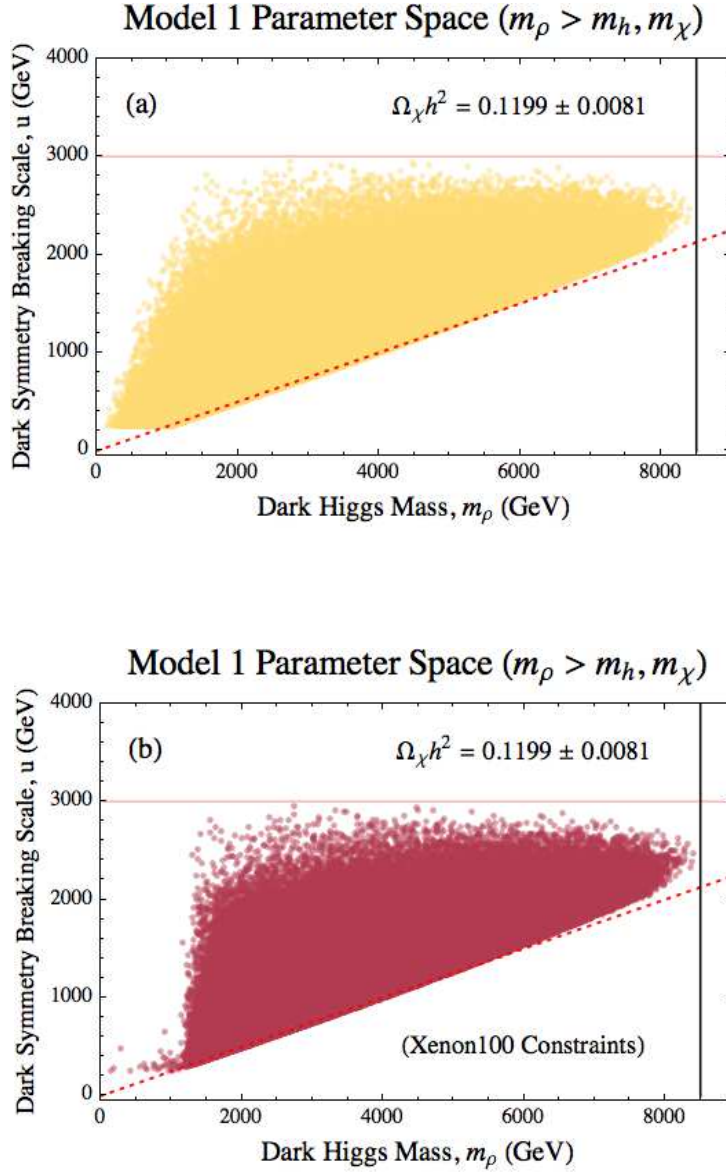 Model 1 Parameter Space (mρ > mh, mχ)
Dark Symmetry Breaking Scale, u (GeV)
4000
3000
2000
1000
0
(a)
Ωχh² = 0.1199 ± 0.0081
0 2000 4000 6000 8000
Dark Higgs Mass, mρ (GeV)
Model 1 Parameter Space (mρ > mh, mχ)
Dark Symmetry Breaking Scale, u (GeV)
4000
3000
2000
1000
0
(b)
Ωχh² = 0.1199 ± 0.0081
(Xenon100 Constraints)
0 2000 4000 6000 8000
Dark Higgs Mass, mρ (GeV)